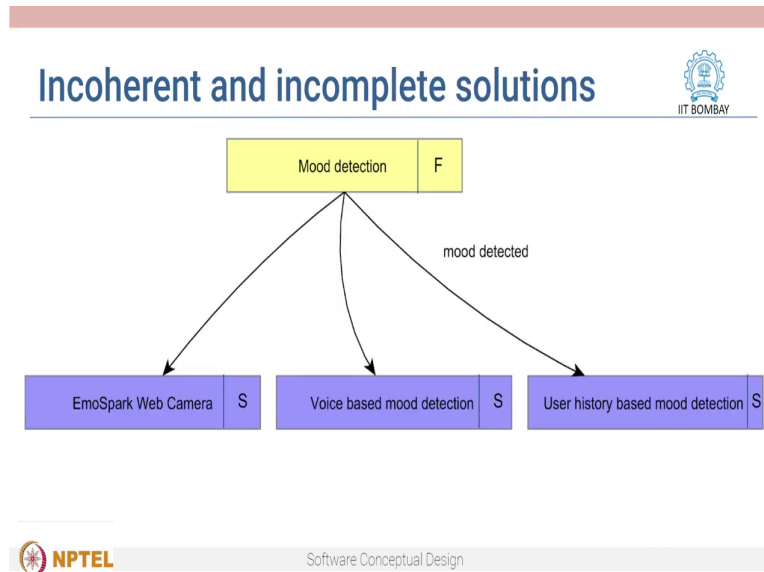 Incoherent and incomplete solutions
IIT BOMBAY
Mood detection F
mood detected
EmoSpark Web Camera S
Voice based mood detection S
User history based mood detection S
NPTEL
Software Conceptual Design